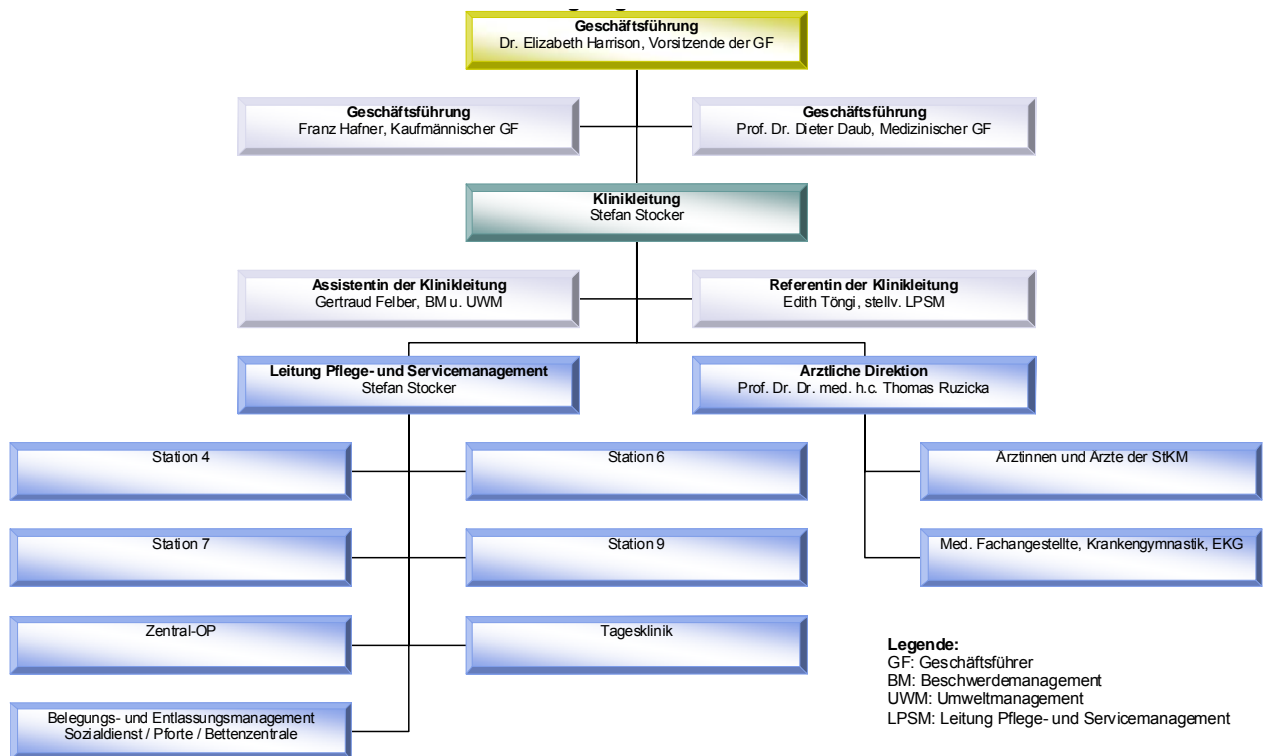 Geschäftsführung
Dr. Elizabeth Harrison, Vorsitzende der GF
Geschäftsführung
Franz Hafner, Kaufmännischer GF
Geschäftsführung
Prof. Dr. Dieter Daub, Medizinischer GF
Klinikleitung
Stefan Stocker
Assistentin der Klinikleitung
Gertraud Felber, BM u. UWM
Referentin der Klinikleitung
Edith Töngi, stellv. LPSM
Leitung Pflege- und Servicemanagement
Stefan Stocker
Arztliche Direktion
Prof. Dr. Dr. med. h.c. Thomas Ruzicka
Station 4
Station 6
Arztinnen und Arzte der StKM
Station 7
Station 9
Med. Fachangestellte, Krankengymnastik, EKG
Zentral-OP
Tagesklinik
Belegungs- und Entlassungsmanagement
Sozialdienst / Pforte / Bettenzentrale
Legende:
GF: Geschäftsführer
BM: Beschwerdemanagement
UWM: Umweltmanagement
LPSM: Leitung Pflege- und Servicemanagement